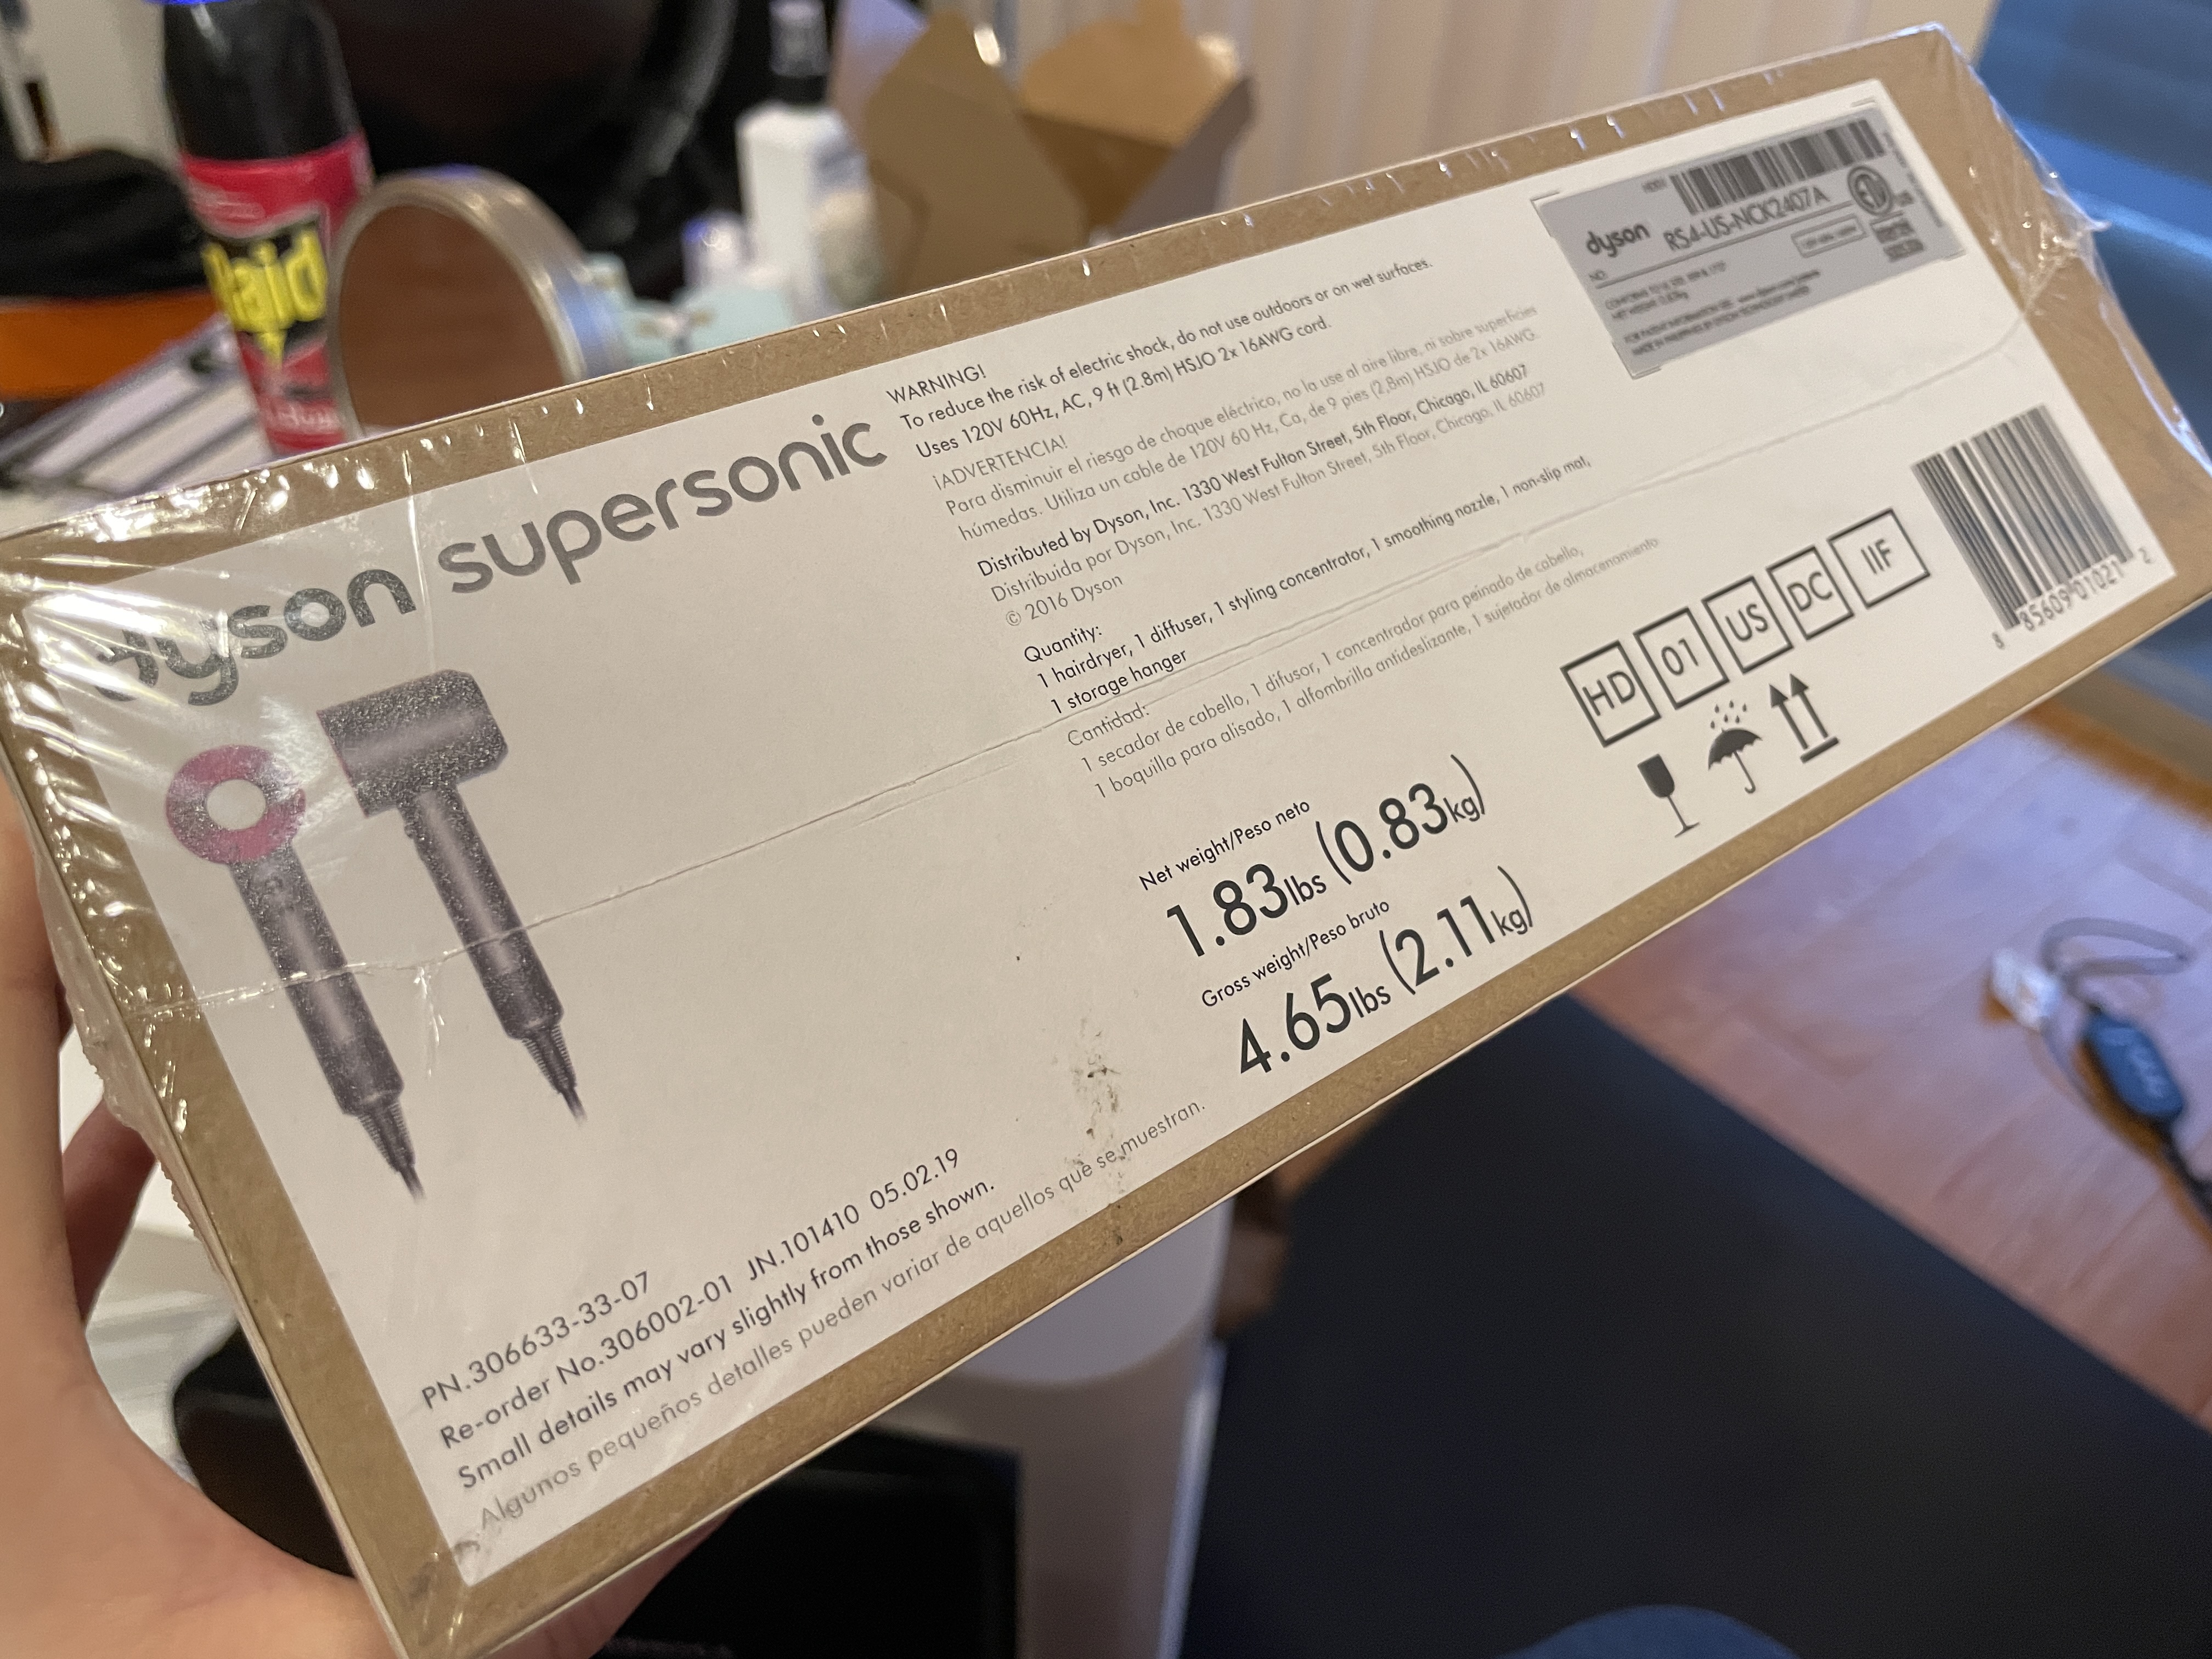 dyson supersonic
WARNING!
To reduce the risk of electric shock, do not use outdoors or on wet surfaces.
Uses 120V 60Hz, AC, 9 ft (2.8m) HSJO 2x 16AWG cord.
¡ADVERTENCIA!
Para disminuir el riesgo de choque eléctrico, no la use al aire libre, ni sobre superficies
húmedas. Utiliza un cable de 120V 60 Hz, Ca, de 9 pies (2,8m) HSJO de 2x 16AWG.
Distributed by Dyson, Inc. 1330 West Fulton Street, 5th Floor, Chicago, IL 60607
Distribuida por Dyson, Inc. 1330 West Fulton Street, 5th Floor, Chicago, IL 60607
© 2016 Dyson
Quantity:
1 hairdryer, 1 diffuser, 1 styling concentrator, 1 smoothing nozzle, 1 non-slip mat,
1 storage hanger
Cantidad:
1 secador de cabello, 1 difusor, 1 concentrador para peinado de cabello,
1 boquilla para alisado, 1 alfombrilla antideslizante, 1 sujetador de almacenamiento
Net weight/Peso neto
1.83lbs (0.83kg)
Gross weight/Peso bruto
4.65lbs (2.11kg)
PN.306633-33-07
Re-order No.306002-01 JN.101410 05.02.19
Small details may vary slightly from those shown.
Algunos pequeños detalles pueden variar de aquellos que se muestran.
HD 01 US DC IIF
8 85609 01021 2
dyson
RS4-US-NCK2407A
NO
Raid